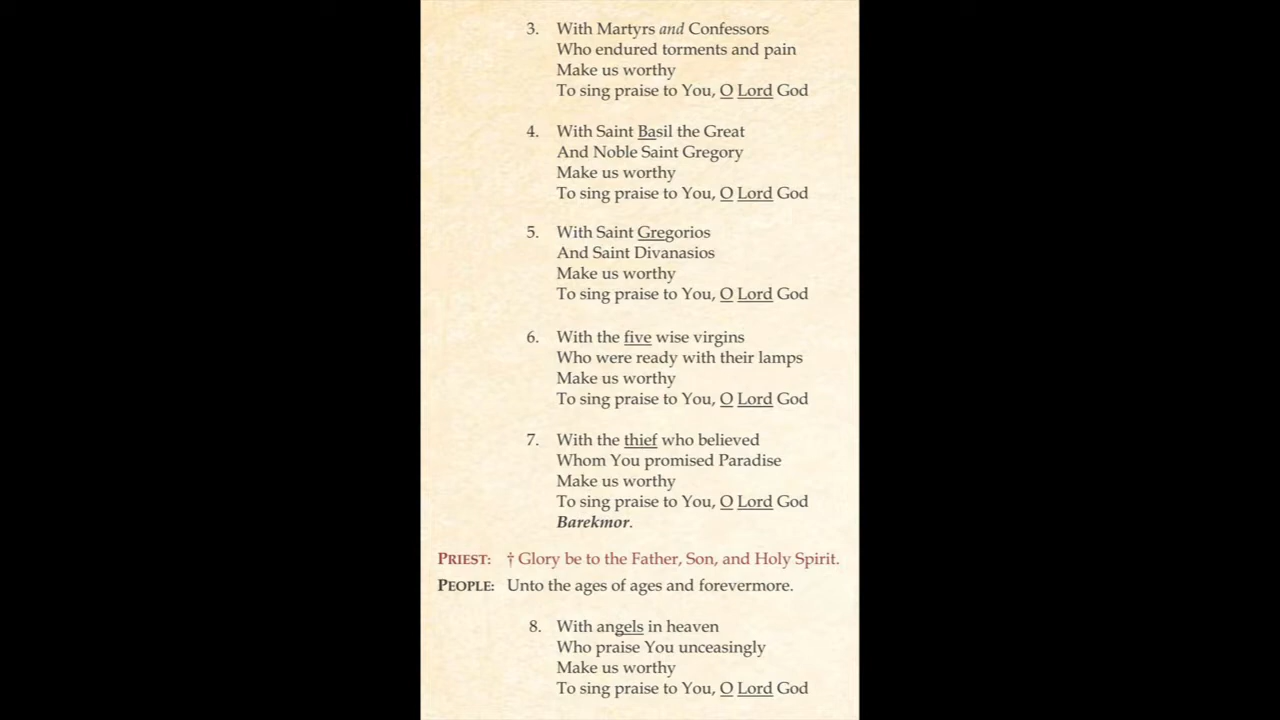 3. With Martyrs and Confessors
Who endured torments and pain
Make us worthy
To sing praise to You, O Lord God
4. With Saint Basil the Great
And Noble Saint Gregory
Make us worthy
To sing praise to You, O Lord God
5. With Saint Gregorios
And Saint Divanasios
Make us worthy
To sing praise to You, O Lord God
6. With the five wise virgins
Who were ready with their lamps
Make us worthy
To sing praise to You, O Lord God
7. With the thief who believed
Whom You promised Paradise
Make us worthy
To sing praise to You, O Lord God
Barekmor.
PRIEST: † Glory be to the Father, Son, and Holy Spirit.
PEOPLE: Unto the ages of ages and forevermore.
8. With angels in heaven
Who praise You unceasingly
Make us worthy
To sing praise to You, O Lord God